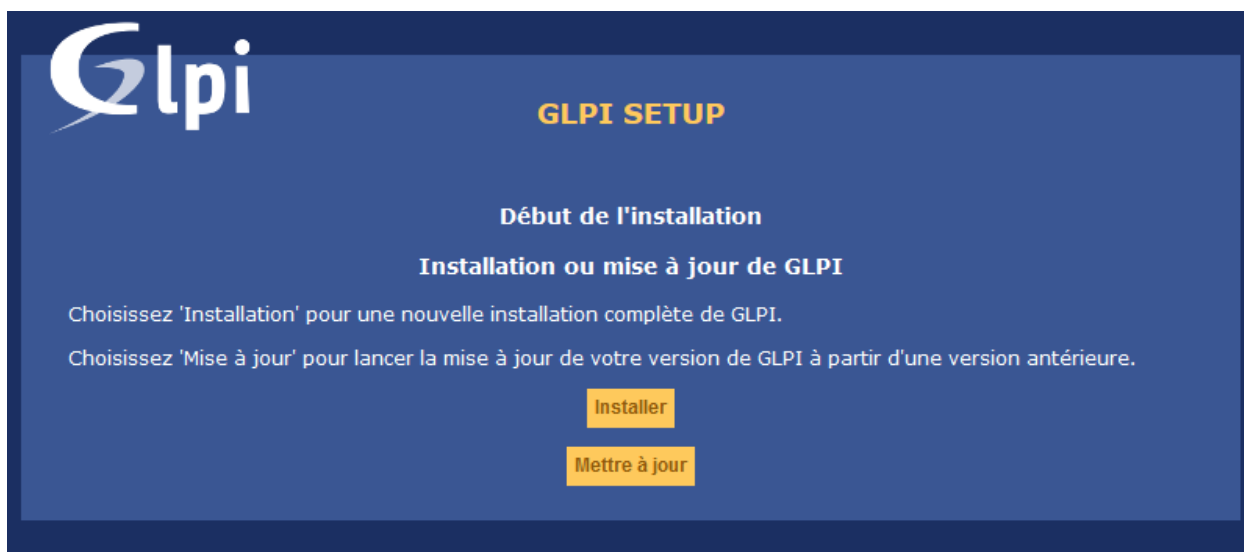 Glpi
GLPI SETUP
Début de l'installation
Installation ou mise à jour de GLPI
Choisissez 'Installation' pour une nouvelle installation complète de GLPI.
Choisissez 'Mise à jour' pour lancer la mise à jour de votre version de GLPI à partir d'une version antérieure.
Installer
Mettre à jour